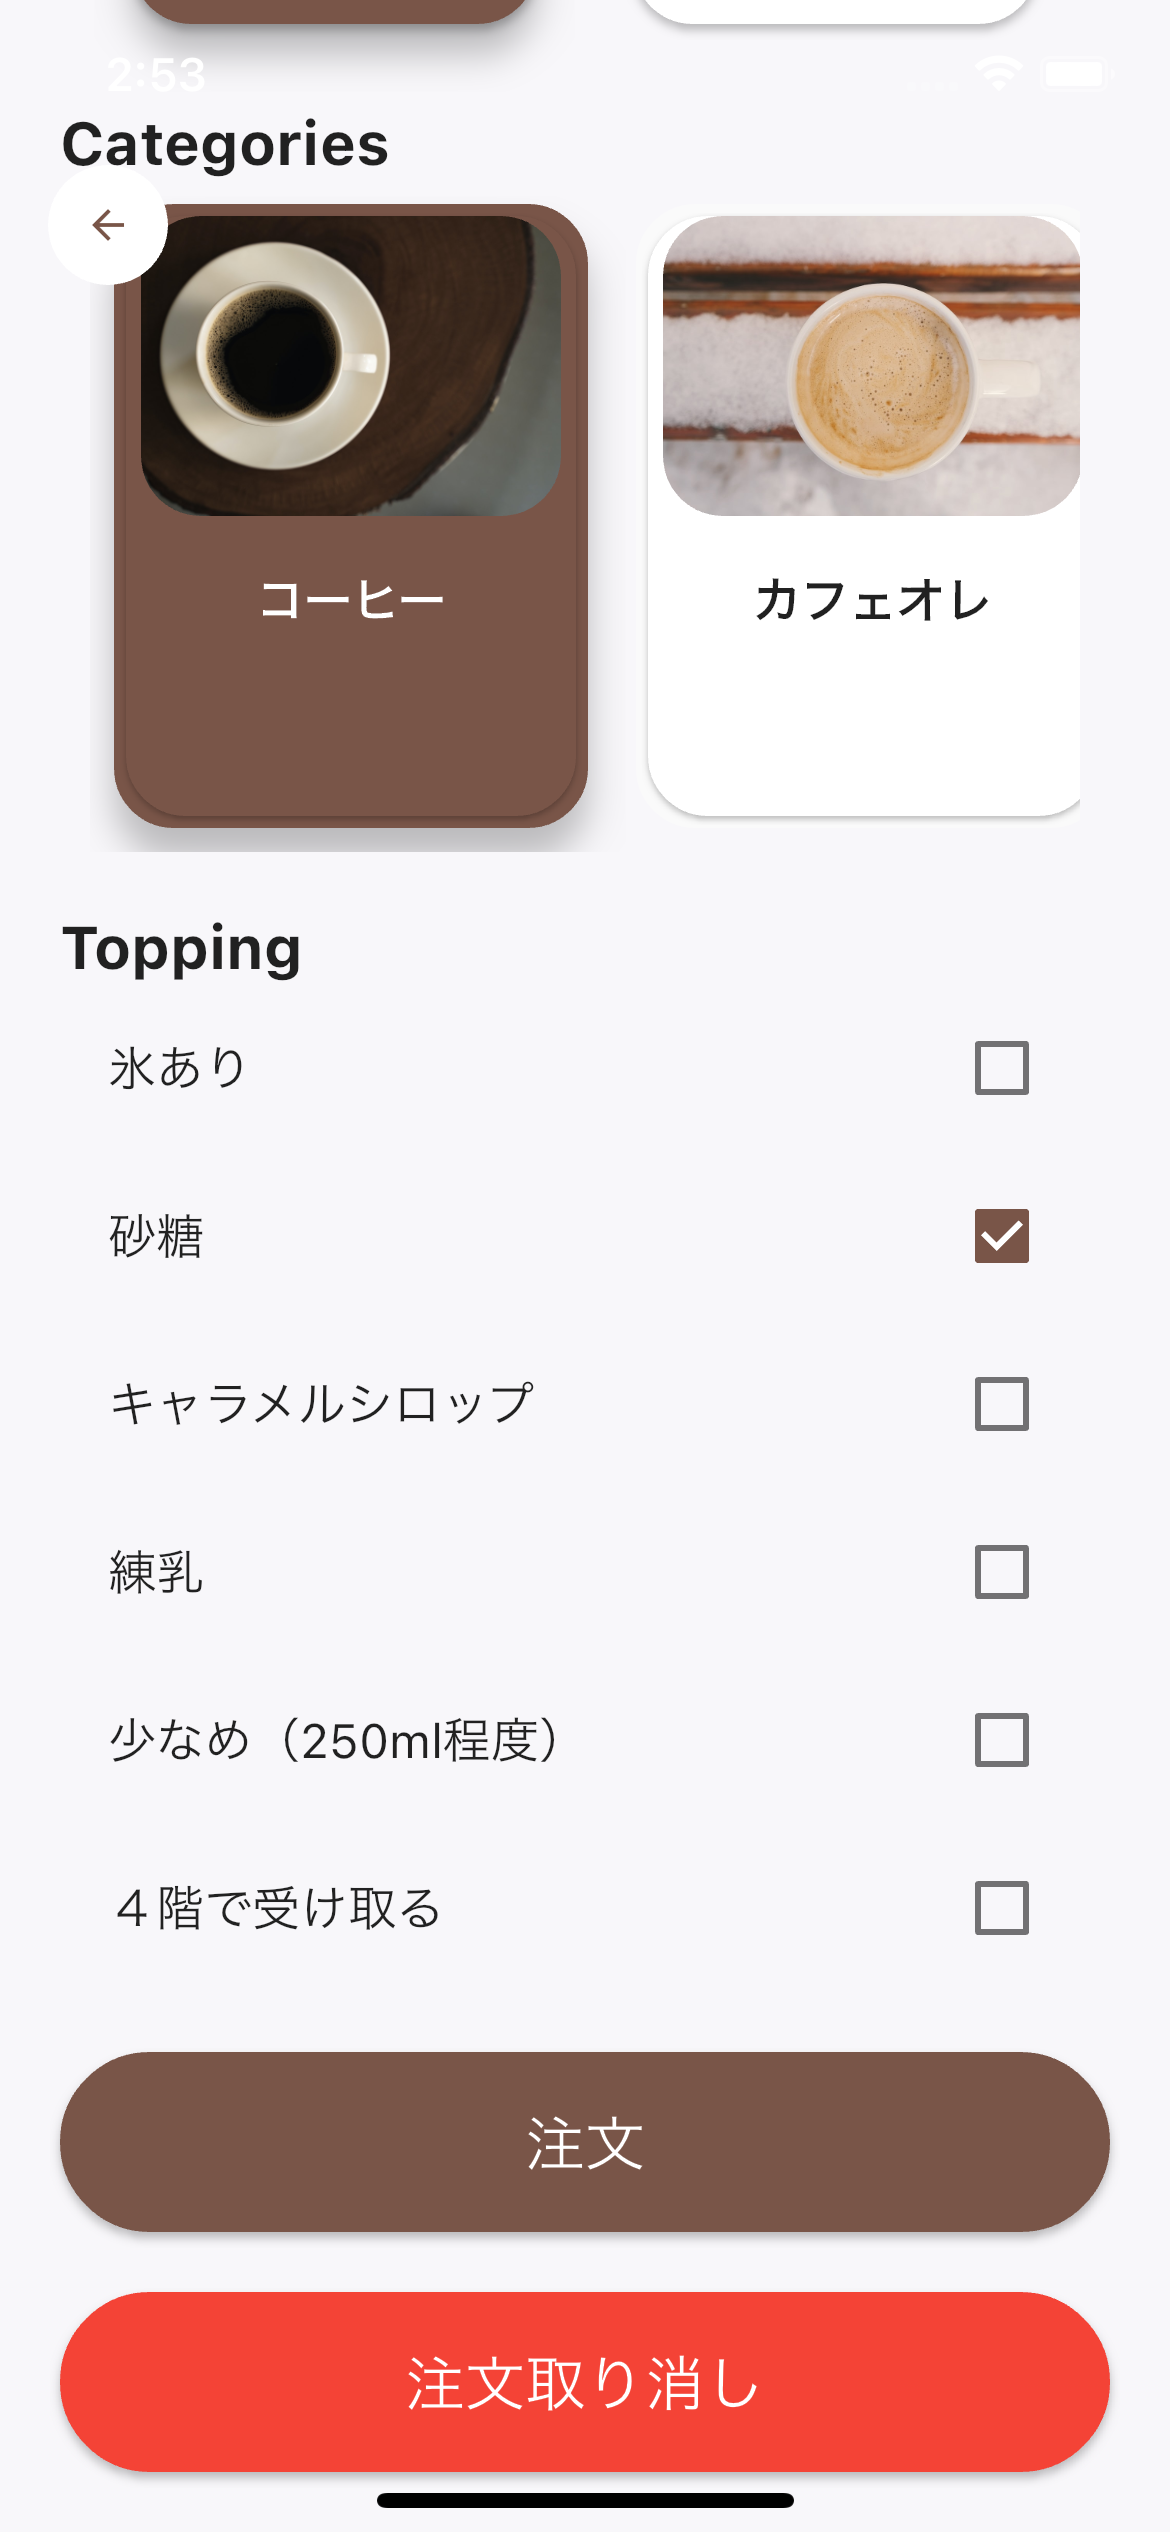 2:53
Categories
コーヒー
カフェオレ
Topping
氷あり
砂糖
キャラメルシロップ
練乳
少なめ（250ml程度）
４階で受け取る
注文
注文取り消し